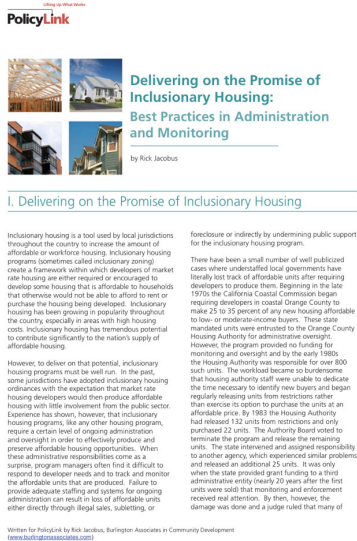 Lifting Up What Works
PolicyLink
Delivering on the Promise of
Inclusionary Housing:
Best Practices in Administration
and Monitoring
by Rick Jacobus
I. Delivering on the Promise of Inclusionary Housing
Inclusionary housing is a tool used by local jurisdictions
throughout the country to increase the amount of
affordable or workforce housing. Inclusionary housing
programs (sometimes called inclusionary zoning)
create a framework within which developers of market
rate housing are either required or encouraged to
develop some housing that is affordable to households
that otherwise would not be able to afford to rent or
purchase the housing being developed. Inclusionary
housing has been growing in popularity throughout
the country, especially in areas with high housing
costs. Inclusionary housing has tremendous potential
to contribute significantly to the nation's supply of
affordable housing.
However, to deliver on that potential, inclusionary
housing programs must be well run. In the past,
some jurisdictions have adopted inclusionary housing
ordinances with the expectation that market rate
housing developers would then produce affordable
housing with little involvement from the public sector.
Experience has shown, however, that inclusionary
housing programs, like any other housing program,
require a certain level of ongoing administration
and oversight in order to effectively produce and
preserve affordable housing opportunities. When
these administrative responsibilities come as a
surprise, program managers often find it difficult to
respond to developer needs and to track and monitor
the affordable units that are produced. Failure to
provide adequate staffing and systems for ongoing
administration can result in loss of affordable units
either directly through illegal sales, subletting, or
foreclosure or indirectly by undermining public support
for the inclusionary housing program.
There have been a small number of well publicized
cases where understaffed local governments have
literally lost track of affordable units after requiring
developers to produce them. Beginning in the late
1970s the California Coastal Commission began
requiring developers in coastal Orange County to
make 25 to 35 percent of any new housing affordable
to low- or moderate-income buyers. These state
mandated units were entrusted to the Orange County
Housing Authority for administrative oversight.
However, the program provided no funding for
monitoring and oversight and by the early 1980s
the Housing Authority was responsible for over 800
such units. The workload became so burdensome
that housing authority staff were unable to dedicate
the time necessary to identify new buyers and began
regularly releasing units from restrictions rather
than exercise its option to purchase the units at an
affordable price. By 1983 the Housing Authority
had released 132 units from restrictions and only
purchased 22 units. The Authority Board voted to
terminate the program and release the remaining
units. The state intervened and assigned responsibility
to another agency, which experienced similar problems
and released an additional 25 units. It was only
when the state provided grant funding to a third
administrative entity (nearly 20 years after the first
units were sold) that monitoring and enforcement
received real attention. By then, however, the
damage was done and a judge ruled that many of
Written for PolicyLink by Rick Jacobus, Burlington Associates in Community Development
(www.burlingtonassociates.com)